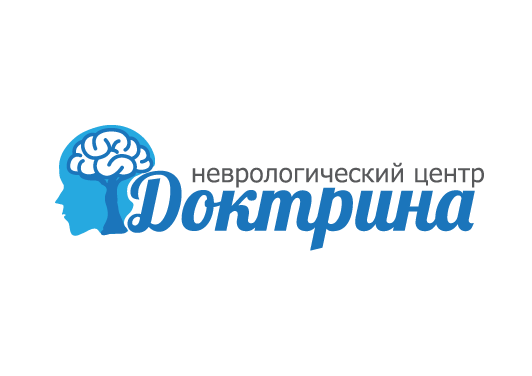 неврологический центр
Доктрина